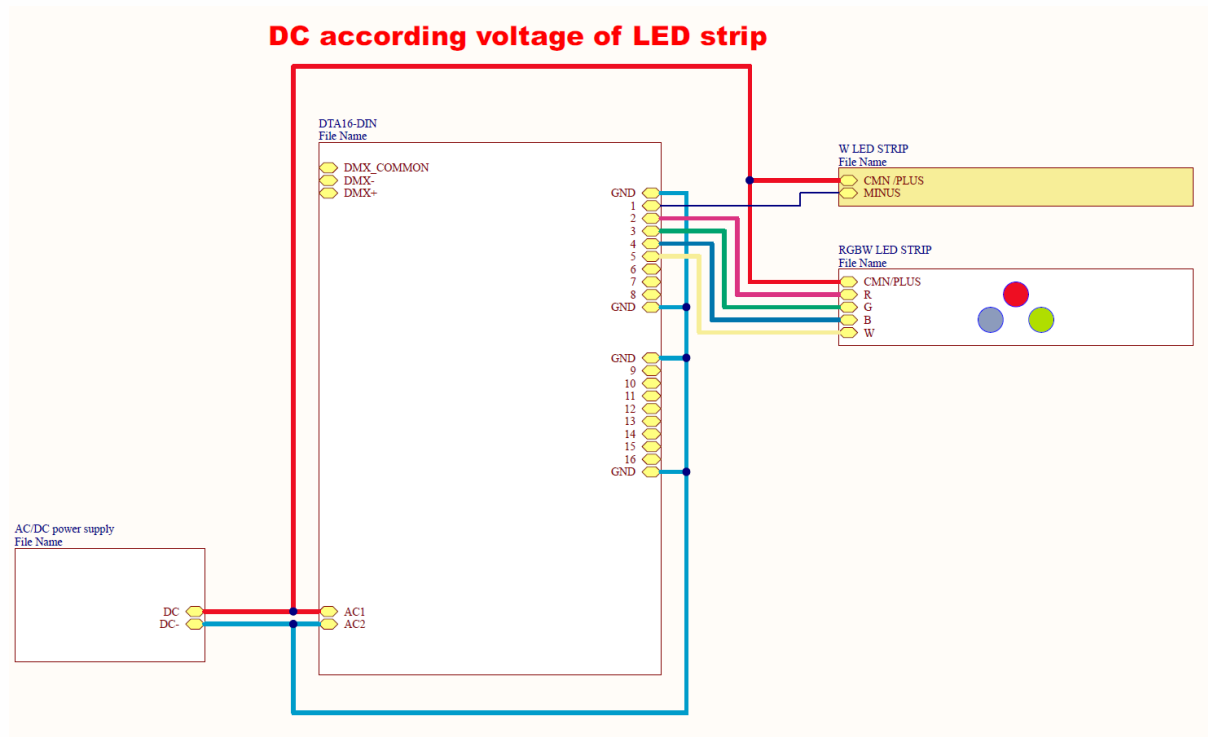 DC according voltage of LED strip
DTA16-DIN
File Name
DMX_COMMON
DMX-
DMX+
GND
1
2
3
4
5
6
7
8
GND
GND
9
10
11
12
13
14
15
16
GND
AC1
AC2
W LED STRIP
File Name
CMN /PLUS
MINUS
RGBW LED STRIP
File Name
CMN/PLUS
R
G
B
W
AC/DC power supply
File Name
DC
DC-